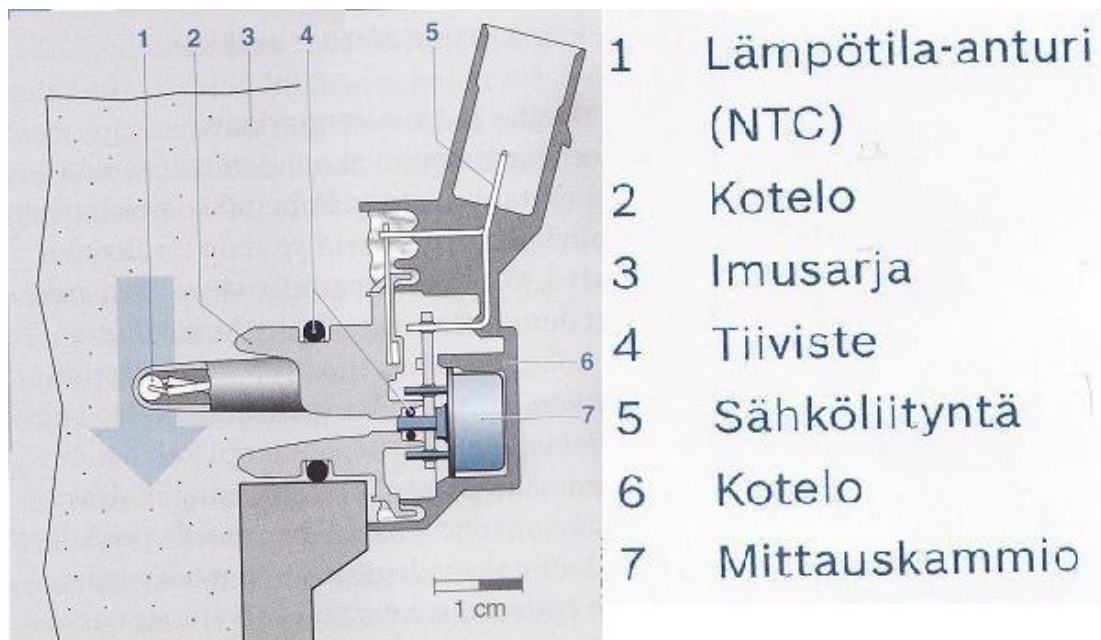 1 2 3 4 5
6
7
1 cm
1 Lämpötila-anturi
(NTC)
2 Kotelo
3 Imusarja
4 Tiiviste
5 Sähköliityntä
6 Kotelo
7 Mittauskammio